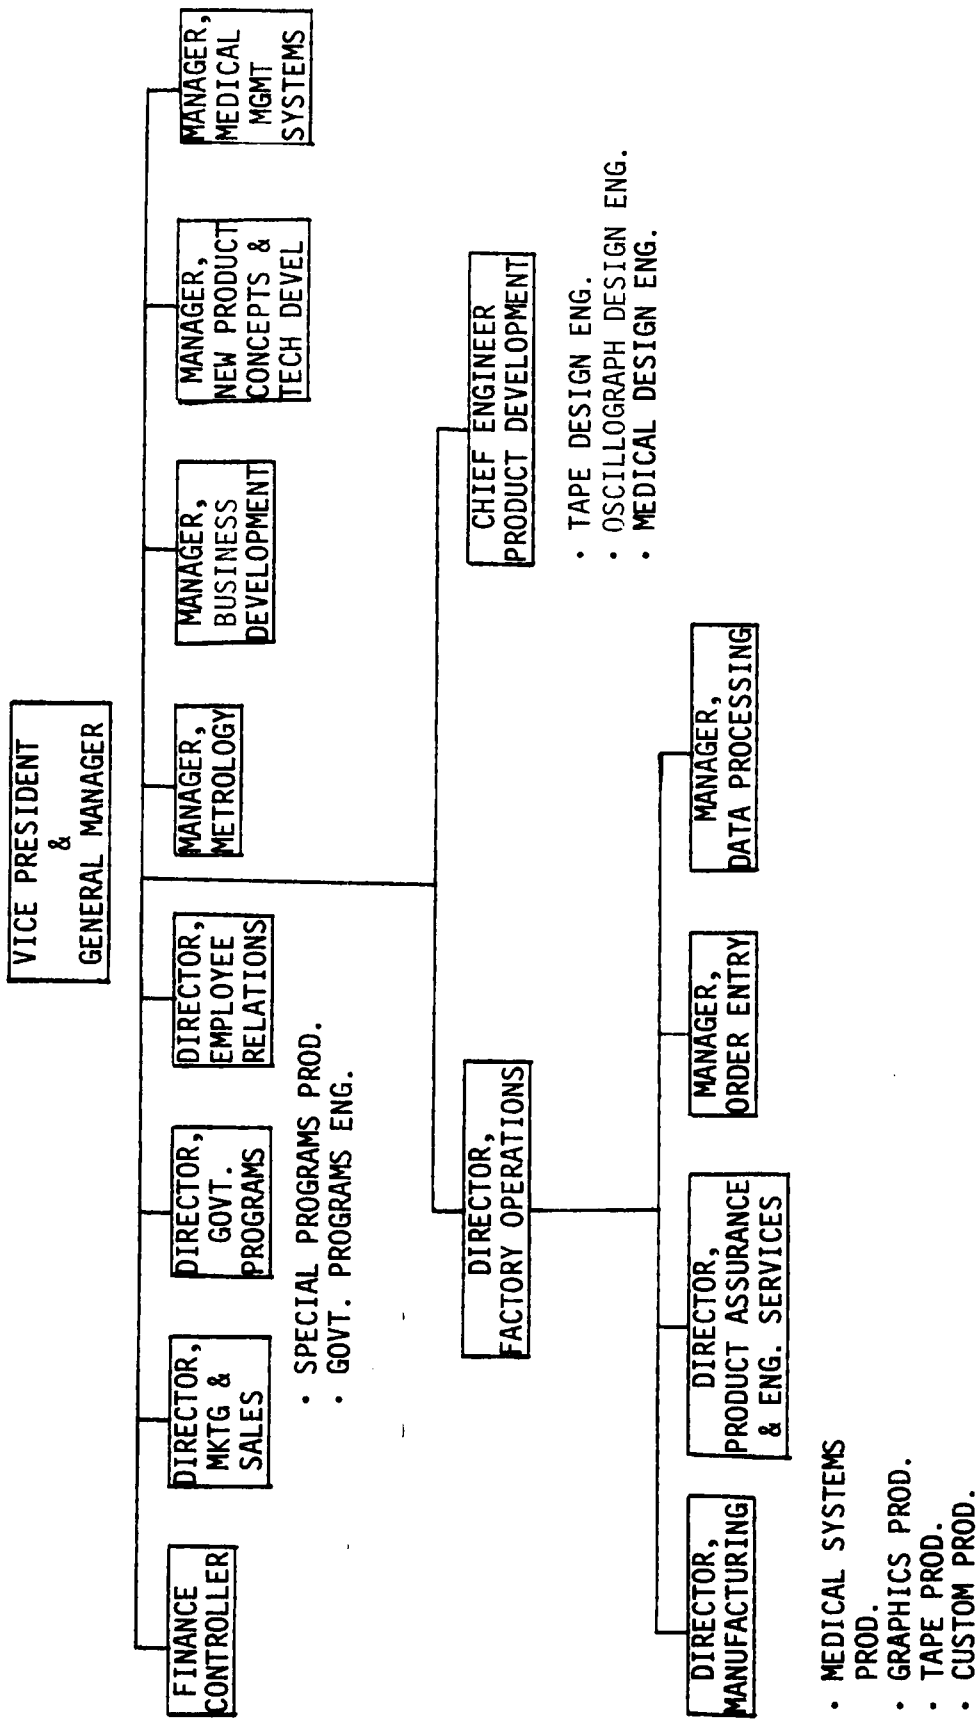 VICE PRESIDENT
&
GENERAL MANAGER
FINANCE
CONTROLLER
DIRECTOR,
MKTG &
SALES
DIRECTOR,
GOVT.
PROGRAMS
· SPECIAL PROGRAMS PROD.
· GOVT. PROGRAMS ENG.
DIRECTOR,
EMPLOYEE
RELATIONS
MANAGER,
METROLOGY
MANAGER,
BUSINESS
DEVELOPMENT
MANAGER,
NEW PRODUCT
CONCEPTS &
TECH DEVEL
MANAGER,
MEDICAL
MGMT
SYSTEMS
DIRECTOR,
FACTORY OPERATIONS
CHIEF ENGINEER
PRODUCT DEVELOPMENT
· TAPE DESIGN ENG.
· OSCILLOGRAPH DESIGN ENG.
· MEDICAL DESIGN ENG.
DIRECTOR,
MANUFACTURING
· MEDICAL SYSTEMS
PROD.
· GRAPHICS PROD.
· TAPE PROD.
· CUSTOM PROD.
DIRECTOR,
PRODUCT ASSURANCE
& ENG. SERVICES
MANAGER,
ORDER ENTRY
MANAGER,
DATA PROCESSING